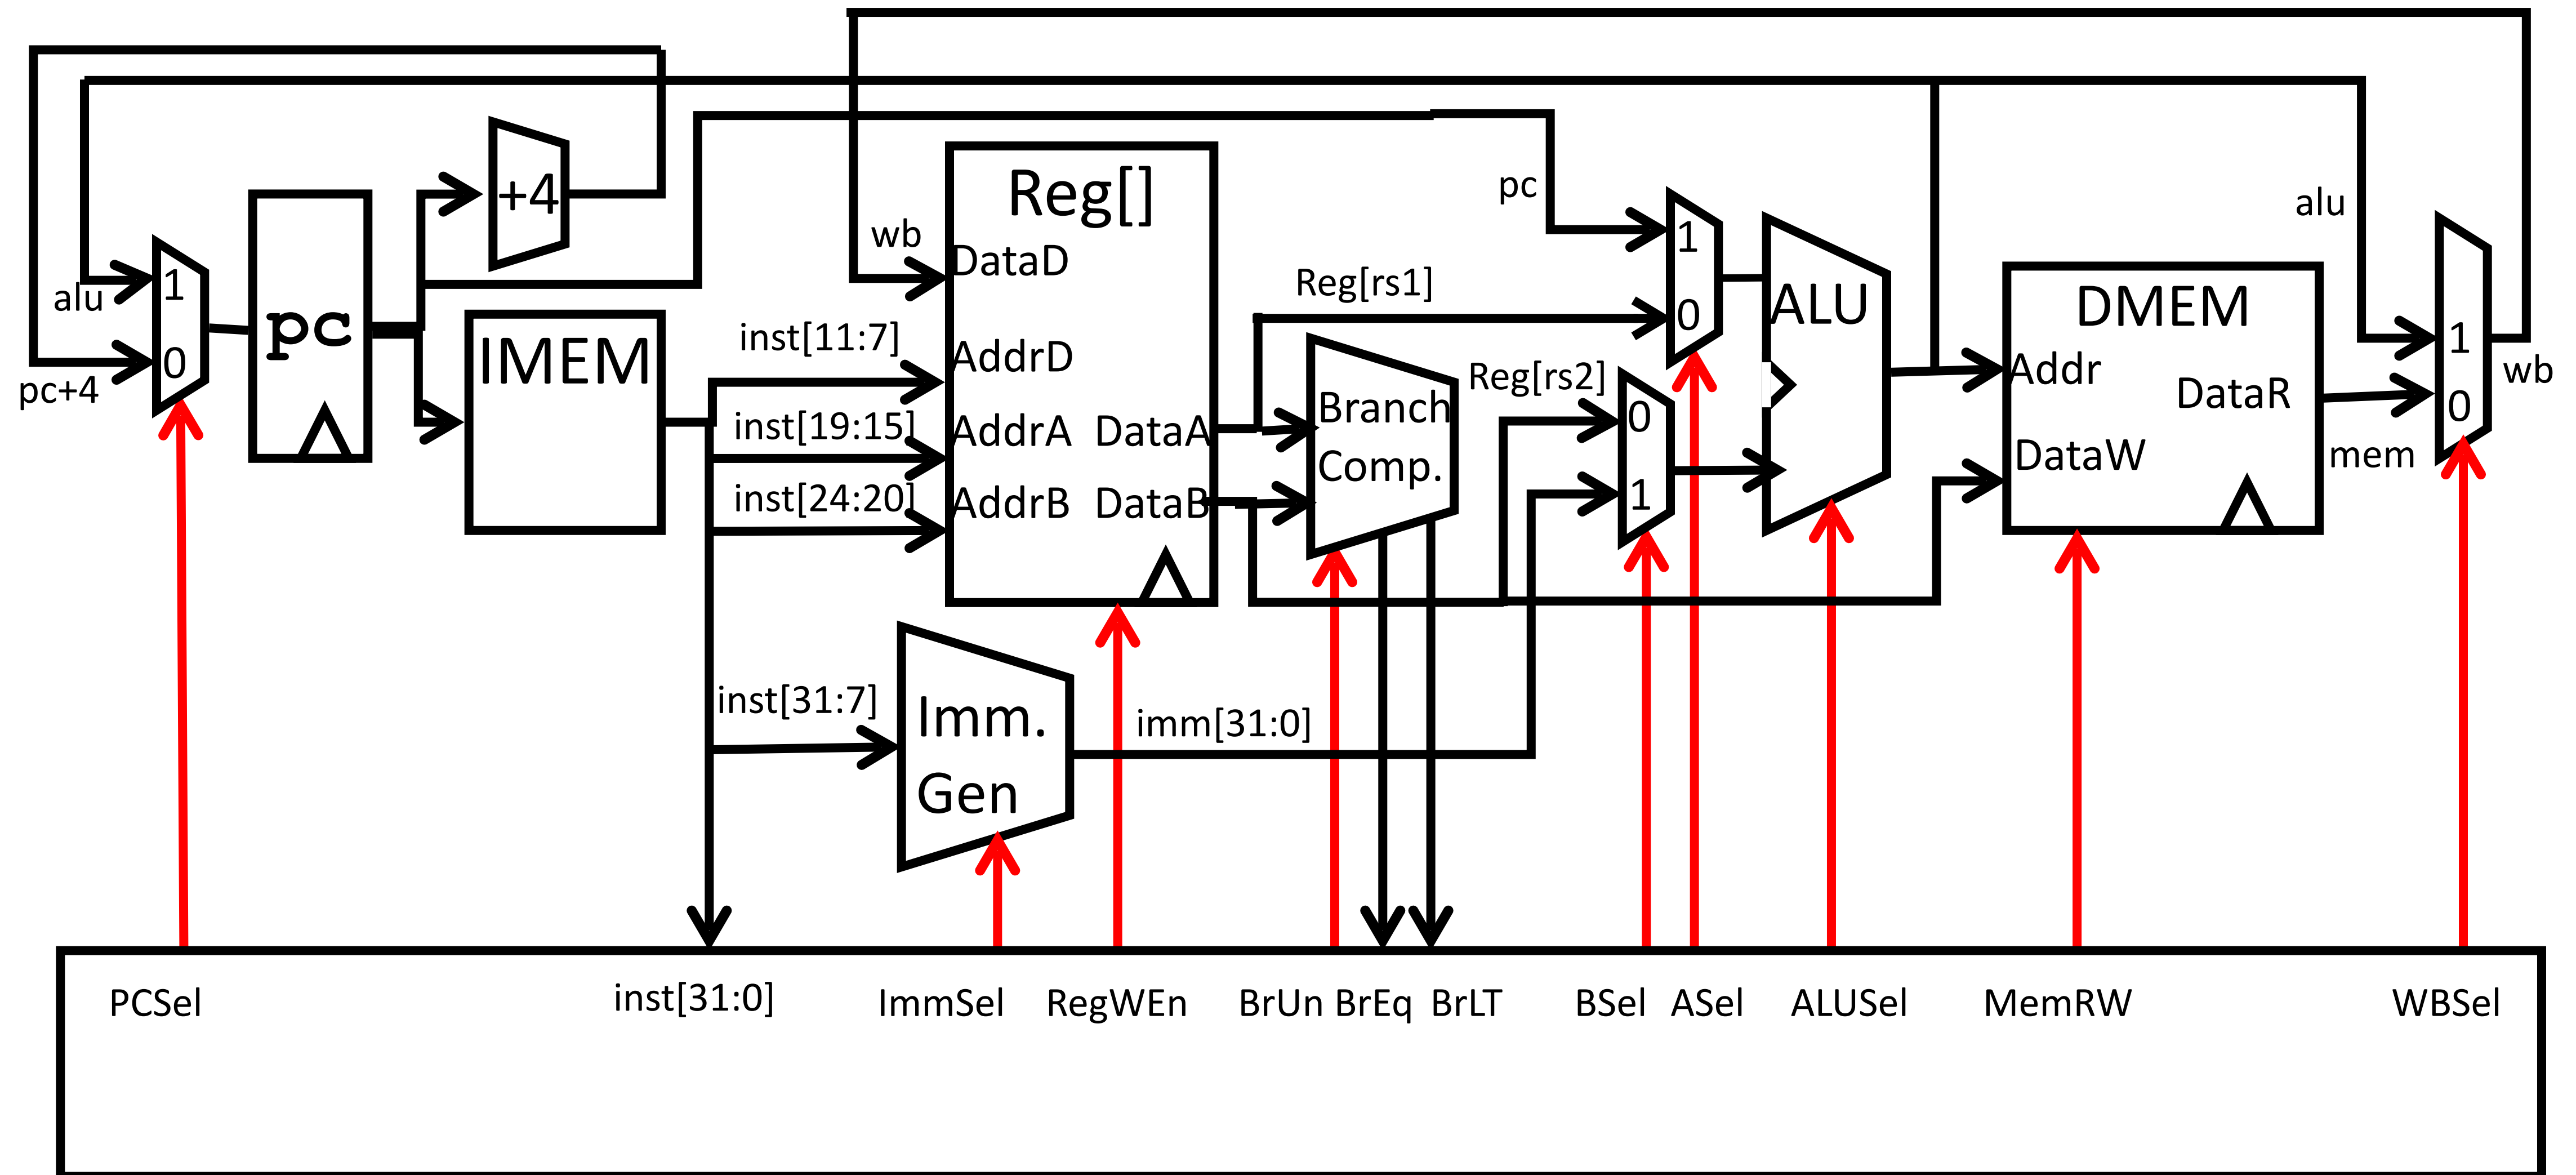 +4
Reg[]
pc
alu
wb
DataD
1
Reg[rs1]
1
alu
pc
IMEM
inst[11:7]
AddrD
0
ALU
DMEM
1
0
pc+4
inst[19:15]
AddrA DataA
Branch
Comp.
Reg[rs2]
0
1
Addr
DataR
DataW
mem
1
0
wb
inst[24:20]
AddrB DataB
inst[31:7]
Imm.
Gen
imm[31:0]
PCSel
inst[31:0]
ImmSel
RegWEn
BrUn
BrEq
BrLT
BSel
ASel
ALUSel
MemRW
WBSel